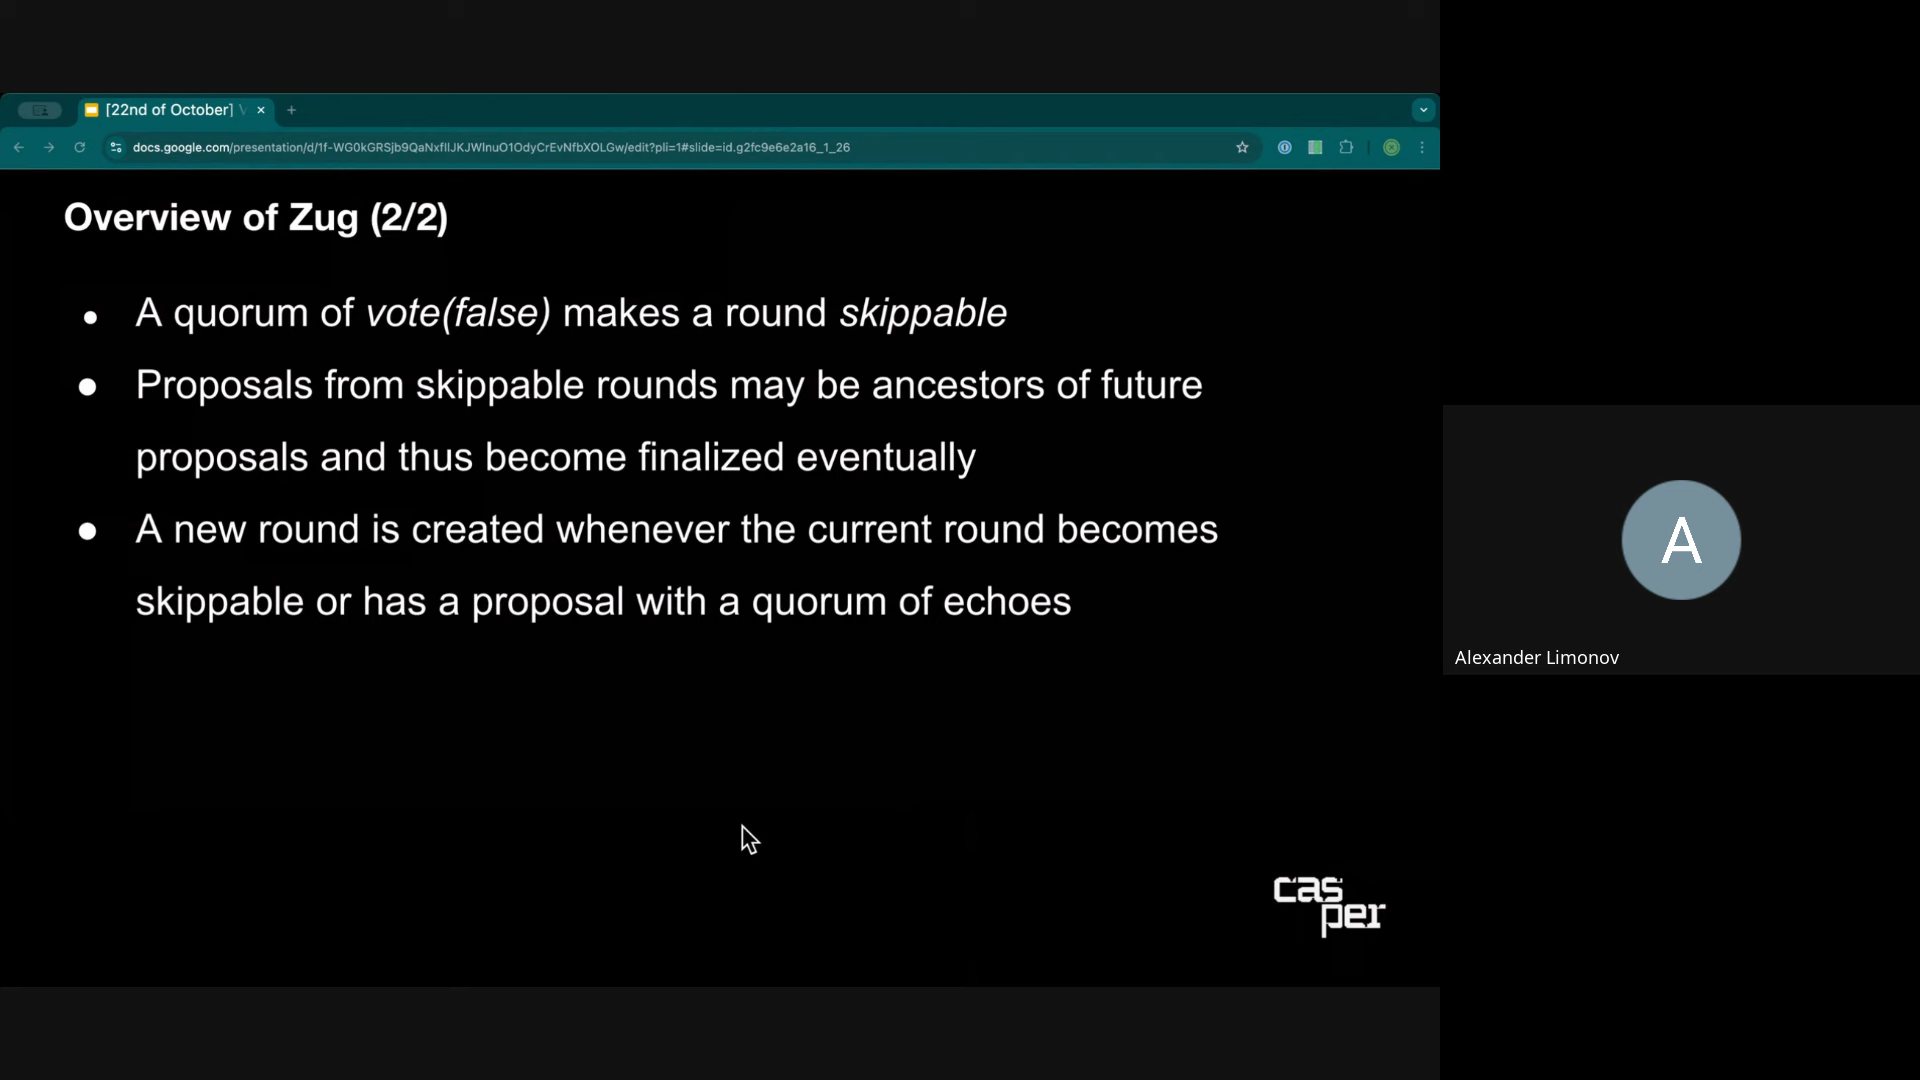 [22nd of October]
docs.google.com/presentation/d/1f-WG0kGRSjb9QaNxfIlJKJWlnuO1OdyCrEvNfbXOLGw/edit?pli=1#slide=id.g2fc9e6e2a16_1_26
Overview of Zug (2/2)
● A quorum of vote(false) makes a round skippable
● Proposals from skippable rounds may be ancestors of future
proposals and thus become finalized eventually
● A new round is created whenever the current round becomes
skippable or has a proposal with a quorum of echoes
A
Alexander Limonov
cas
per